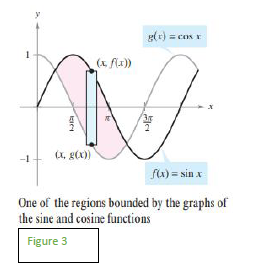 y
g(x) = cos x
1
(x, f(x))
x
π/2
π
3π/2
−1
(x, g(x))
f(x) = sin x
One of the regions bounded by the graphs of
the sine and cosine functions
Figure 3